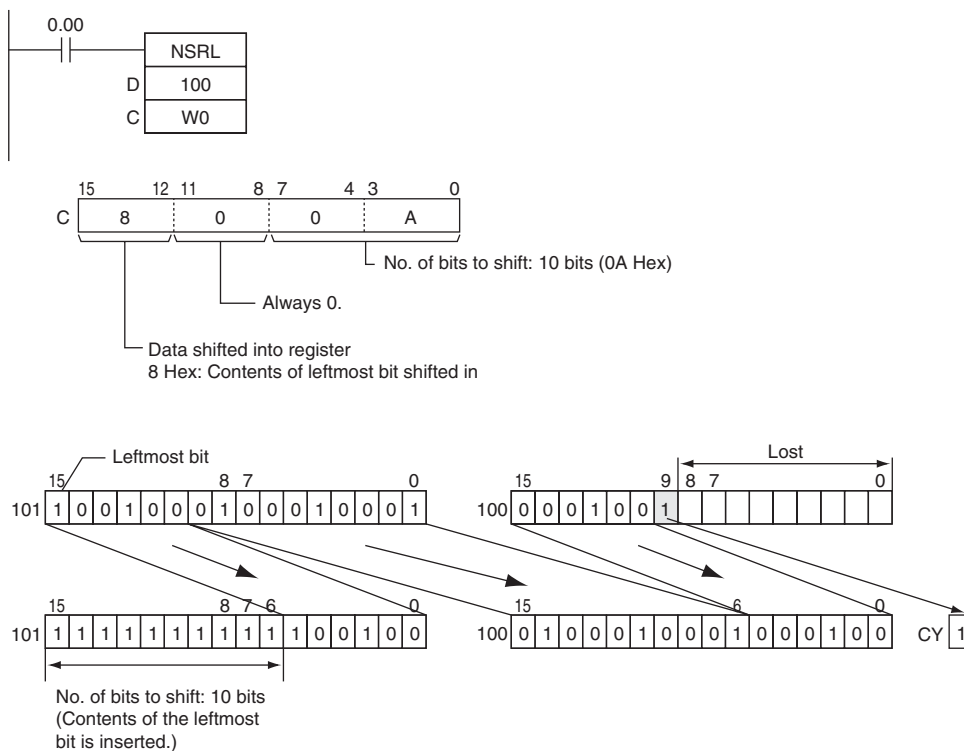 0.00
NSRL
D 100
C W0
15 12 11 8 7 4 3 0
C 8 0 0 A
No. of bits to shift: 10 bits (0A Hex)
Always 0.
Data shifted into register
8 Hex: Contents of leftmost bit shifted in
Leftmost bit
Lost
15 8 7 0 15 9 8 7 0
101 1 0 0 1 0 0 0 1 0 0 0 1 0 0 0 1 100 0 0 0 1 0 0 1
15 8 7 6 0 15 6 0
101 1 1 1 1 1 1 1 1 1 1 1 0 0 1 0 0 100 0 1 0 0 0 1 0 0 0 1 0 0 0 1 0 0 CY 1
No. of bits to shift: 10 bits
(Contents of the leftmost
bit is inserted.)